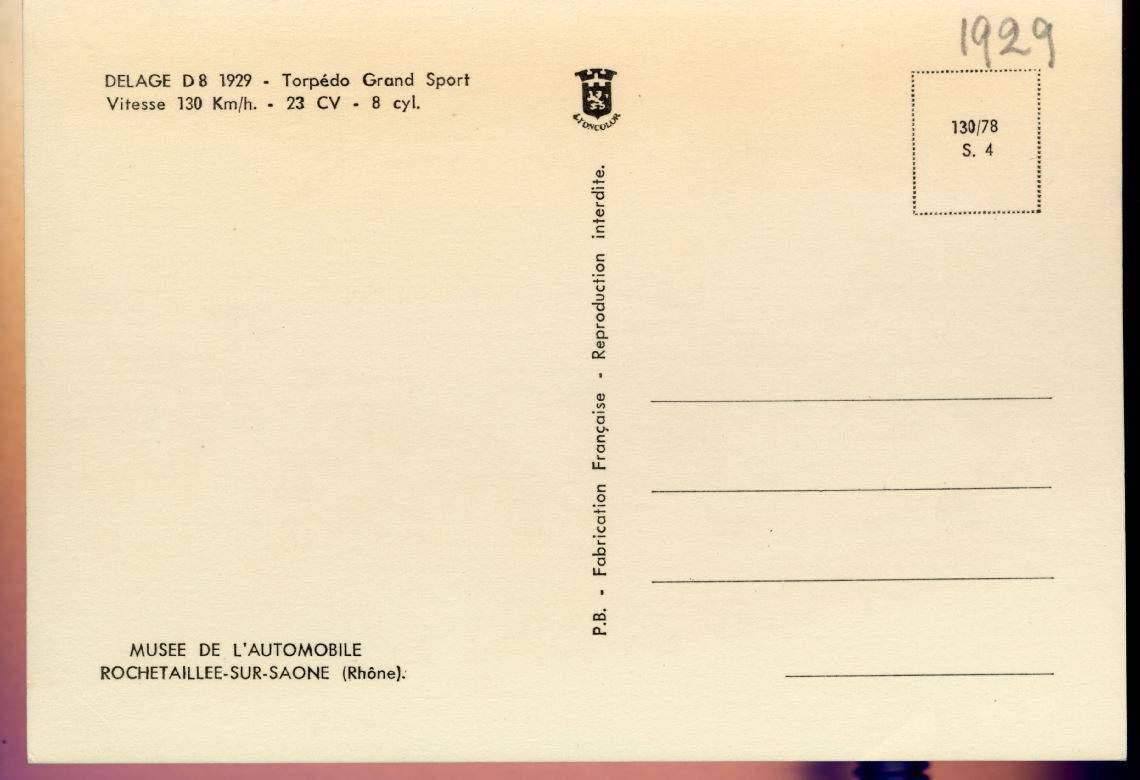 1929
DELAGE D8 1929 - Torpédo Grand Sport
Vitesse 130 Km/h. - 23 CV - 8 cyl.
LYONCOLOR
130/78
S. 4
P.B. - Fabrication Française - Reproduction interdite.
MUSEE DE L'AUTOMOBILE
ROCHETAILLEE-SUR-SAONE (Rhône).